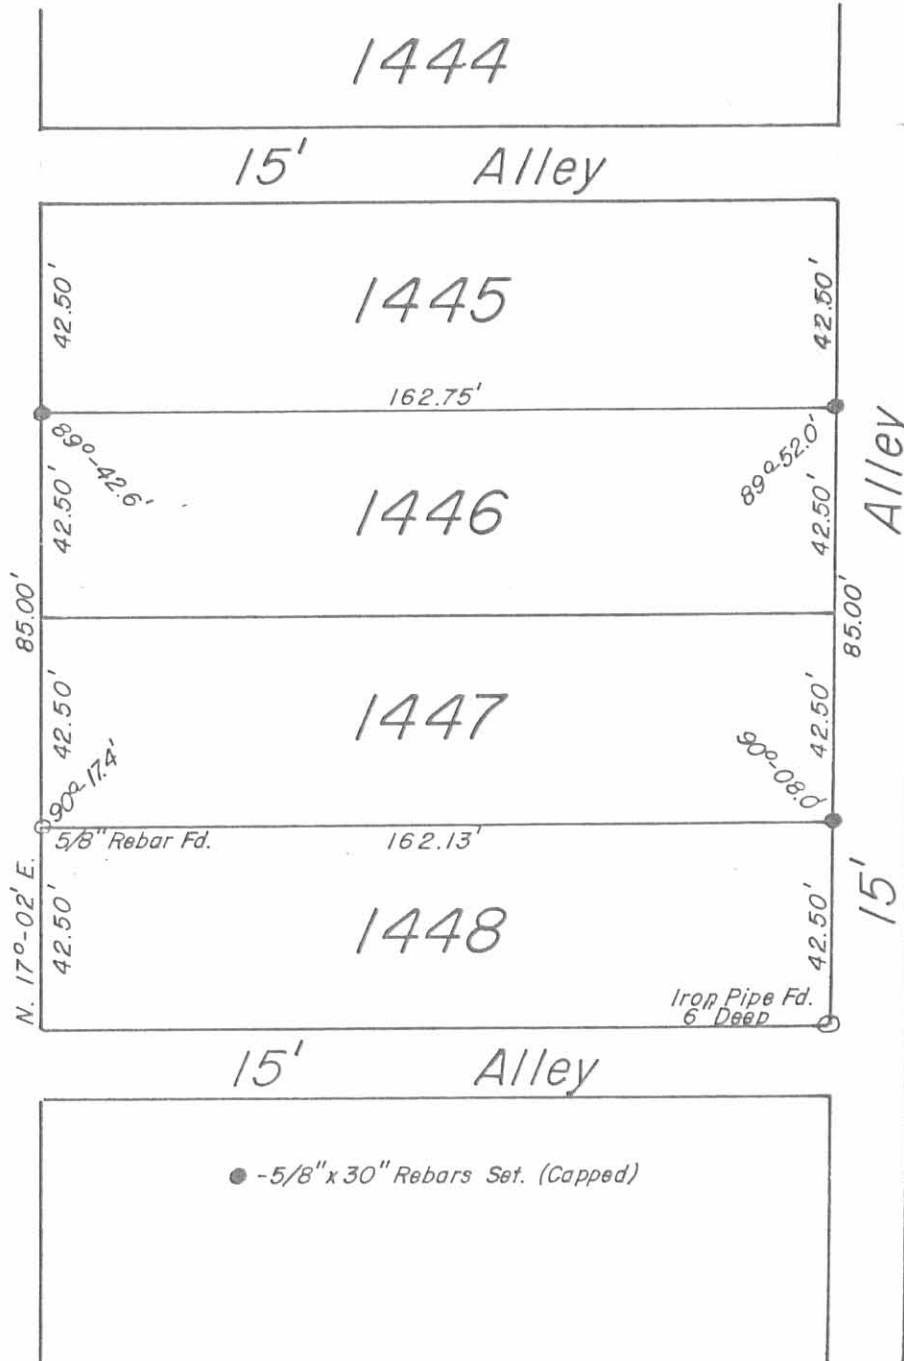 1444
15' Alley
42.50'
1445
42.50'
162.75'
89°-42.6'
89°-52.0'
42.50'
1446
42.50'
Alley
85.00'
85.00'
42.50'
1447
42.50'
90°-17.4'
90°-08.0'
5/8" Rebar Fd.
162.13'
N. 17°-02' E.
42.50'
1448
42.50'
15'
Iron Pipe Fd.
6" Deep
15' Alley
-5/8" x 30" Rebars Set. (Capped)